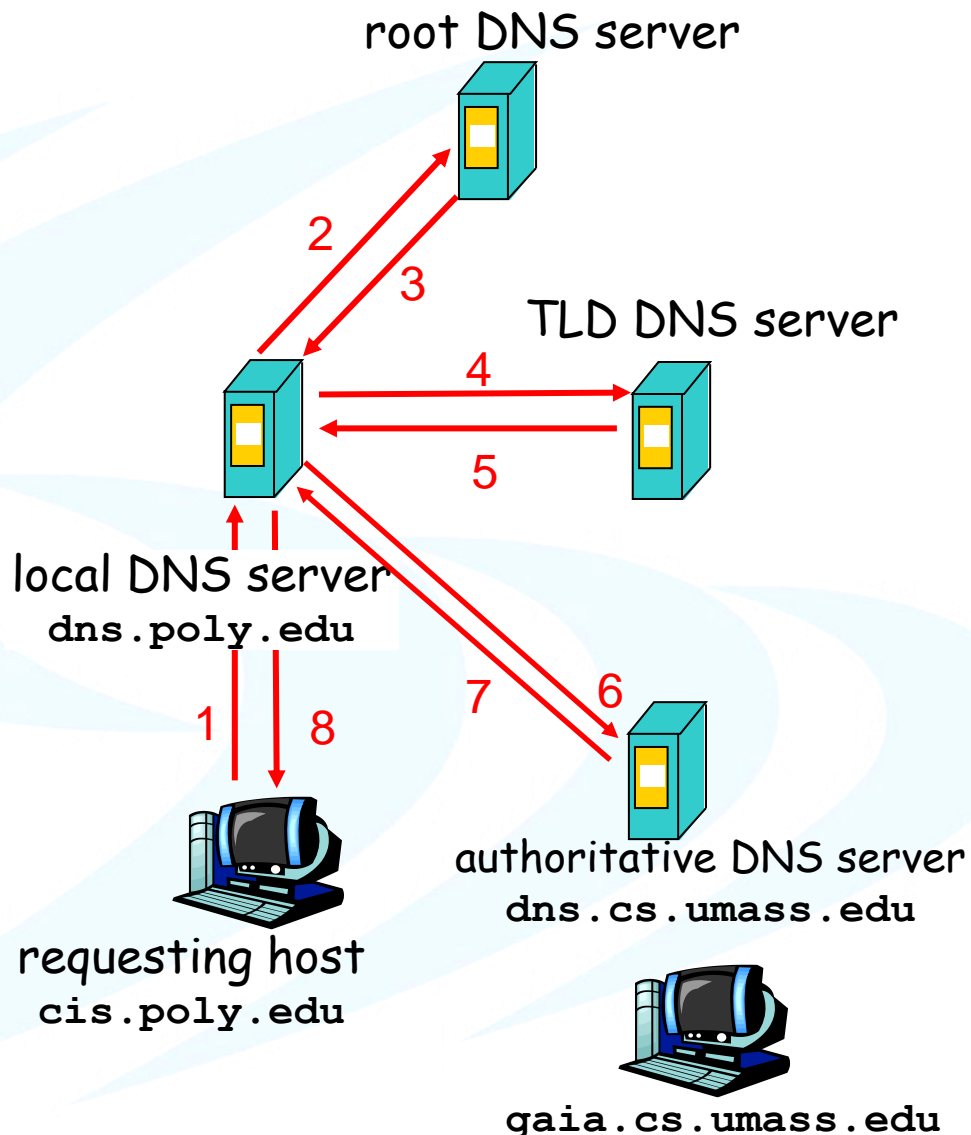 root DNS server
2
3
TLD DNS server
4
5
local DNS server
dns.poly.edu
1
8
7
6
authoritative DNS server
dns.cs.umass.edu
requesting host
cis.poly.edu
gaia.cs.umass.edu